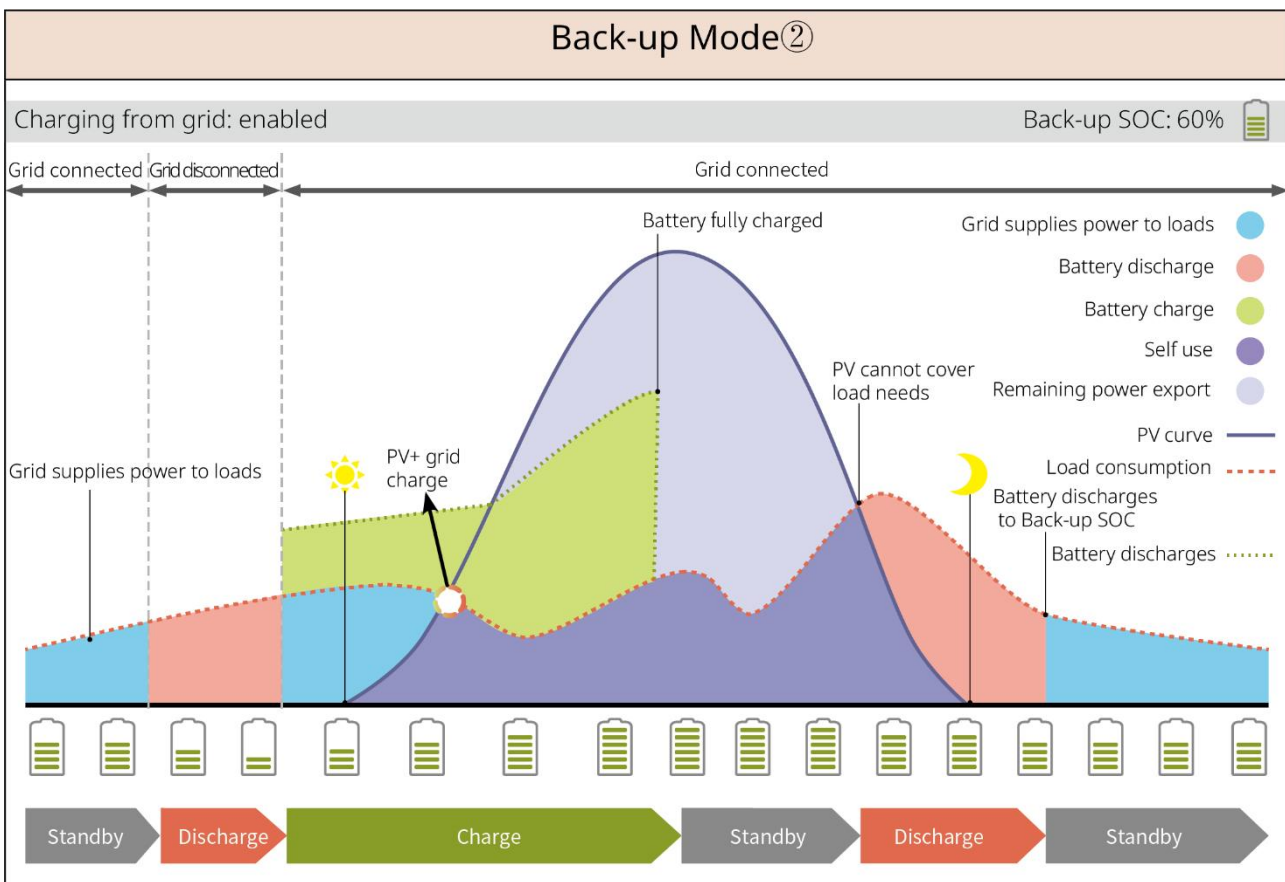 Back-up Mode②
Charging from grid: enabled
Back-up SOC: 60%
Grid connected
Grid disconnected
Grid connected
Battery fully charged
Grid supplies power to loads
Battery discharge
Battery charge
Self use
Remaining power export
PV curve
Load consumption
Battery discharges
PV cannot cover
load needs
Grid supplies power to loads
PV+ grid
charge
Battery discharges
to Back-up SOC
Standby
Discharge
Charge
Standby
Discharge
Standby